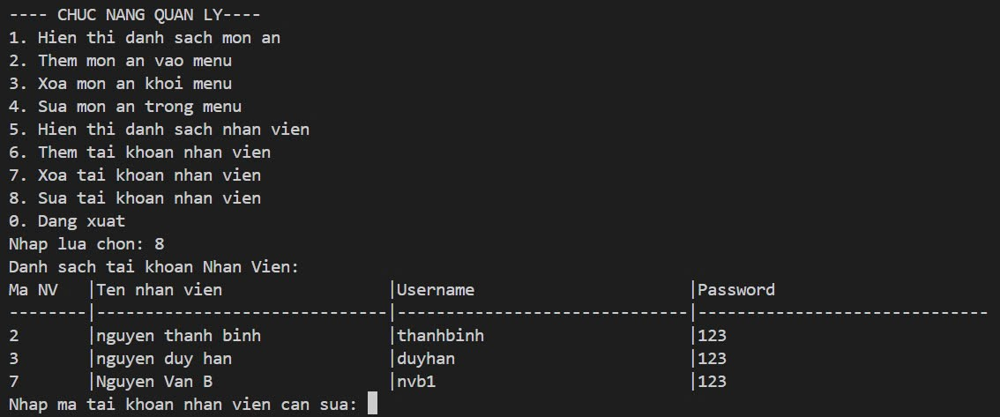 ---- CHUC NANG QUAN LY----
1. Hien thi danh sach mon an
2. Them mon an vao menu
3. Xoa mon an khoi menu
4. Sua mon an trong menu
5. Hien thi danh sach nhan vien
6. Them tai khoan nhan vien
7. Xoa tai khoan nhan vien
8. Sua tai khoan nhan vien
0. Dang xuat
Nhap lua chon: 8
Danh sach tai khoan Nhan Vien:
Ma NV   |Ten nhan vien                 |Username                      |Password
--------|------------------------------|------------------------------|------------------------------
2       |nguyen thanh binh             |thanhbinh                     |123
3       |nguyen duy han                |duyhan                        |123
7       |Nguyen Van B                  |nvb1                          |123
Nhap ma tai khoan nhan vien can sua: